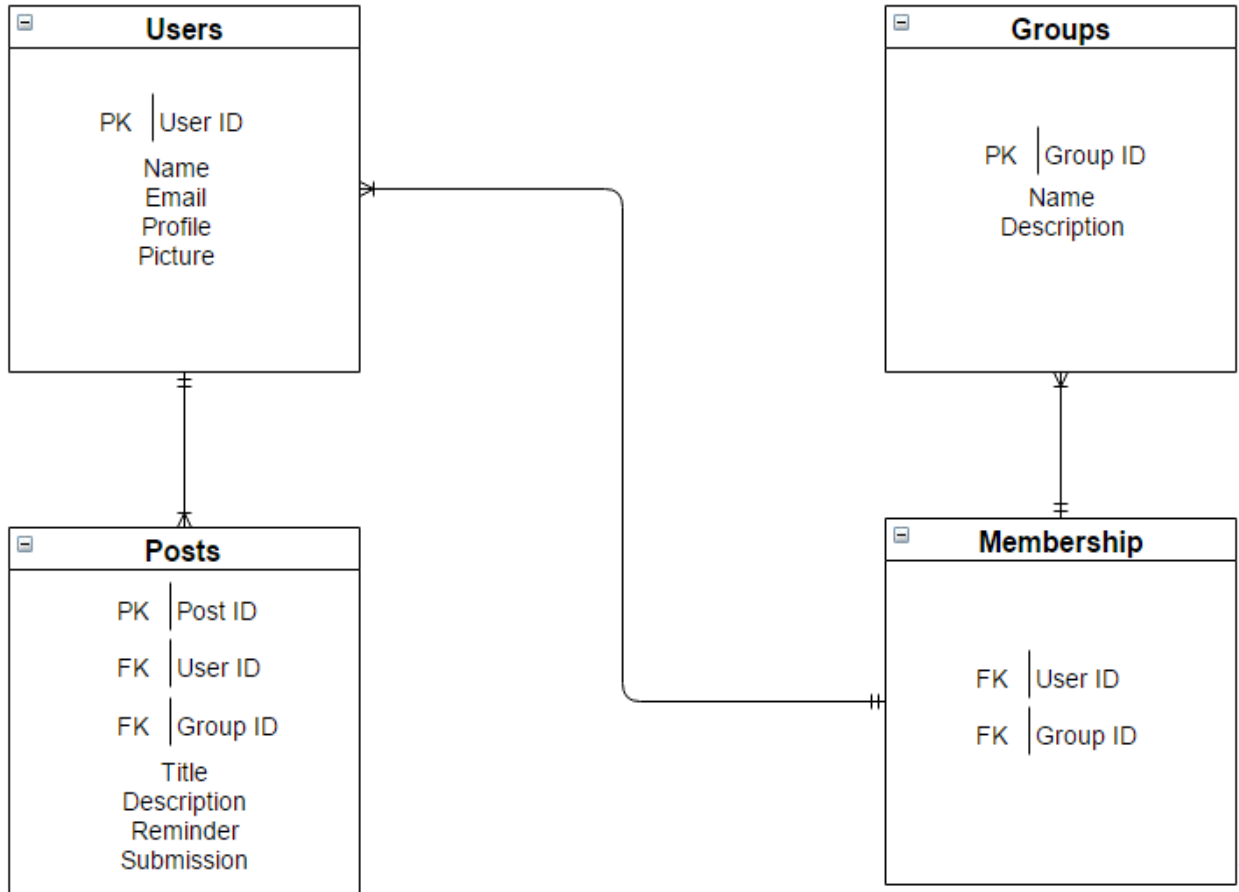 Users
PK User ID
Name
Email
Profile
Picture
Groups
PK Group ID
Name
Description
Posts
PK Post ID
FK User ID
FK Group ID
Title
Description
Reminder
Submission
Membership
FK User ID
FK Group ID